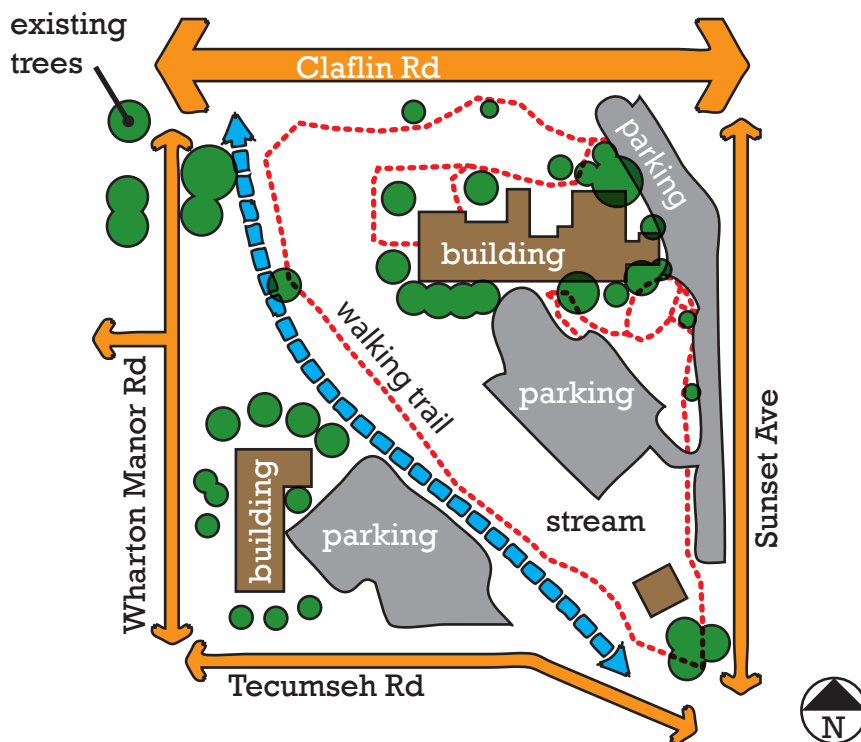 existing
trees
Claflin Rd
parking
building
walking trail
parking
Wharton Manor Rd
Sunset Ave
building
parking
stream
Tecumseh Rd
N